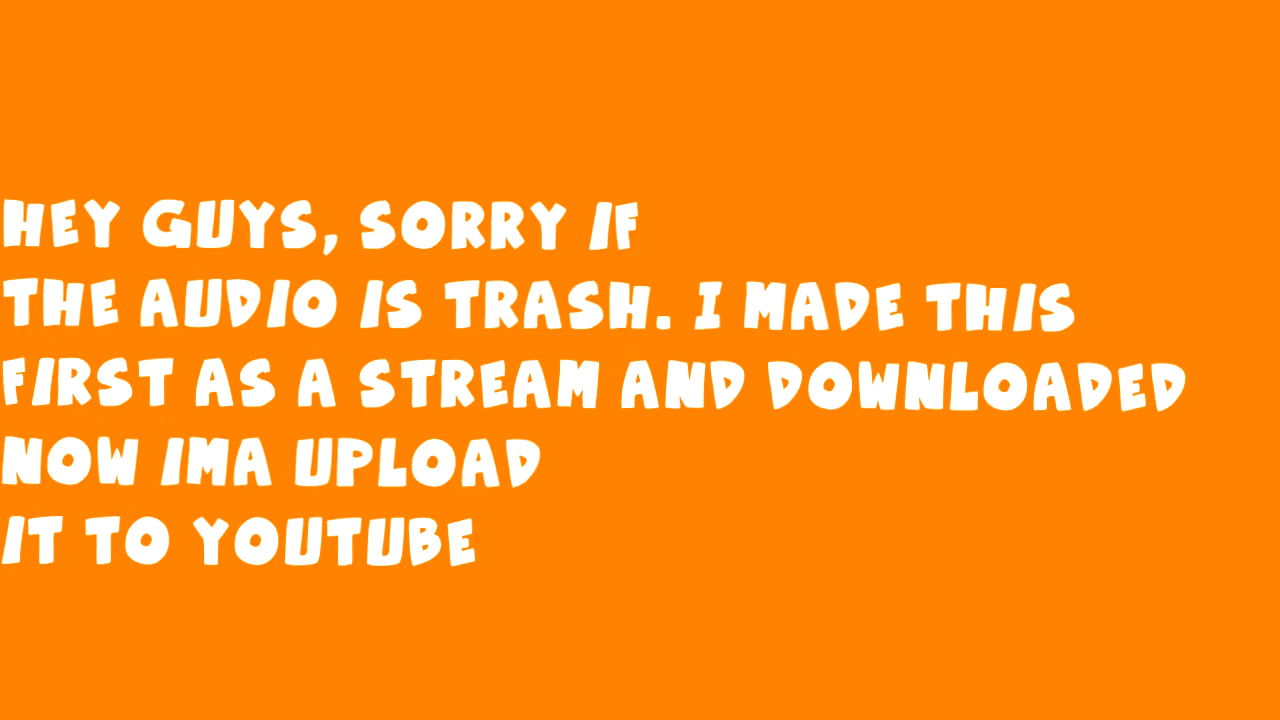 HEY GUYS, SORRY IF
THE AUDIO IS TRASH. I MADE THIS
FIRST AS A STREAM AND DOWNLOADED
NOW IMA UPLOAD
IT TO YOUTUBE